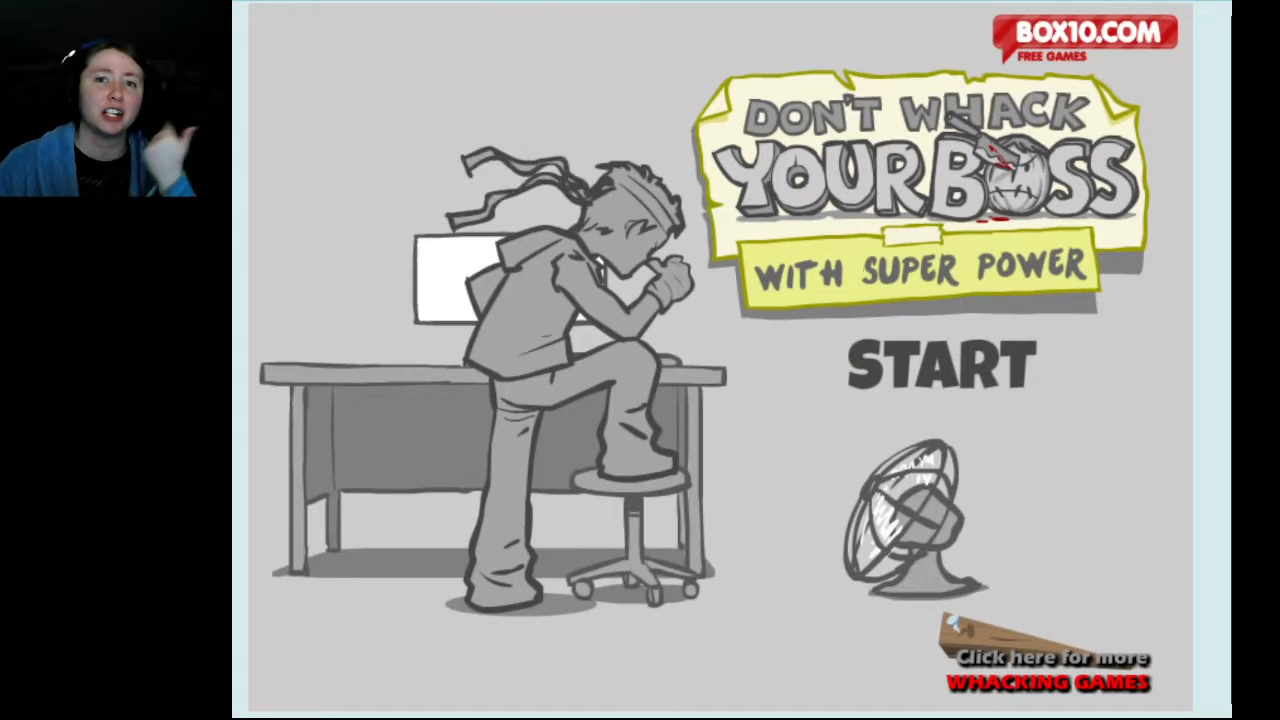 BOX10.COM
FREE GAMES
DON'T WHACK
YOUR BOSS
WITH SUPER POWER
START
Click here for more
WHACKING GAMES